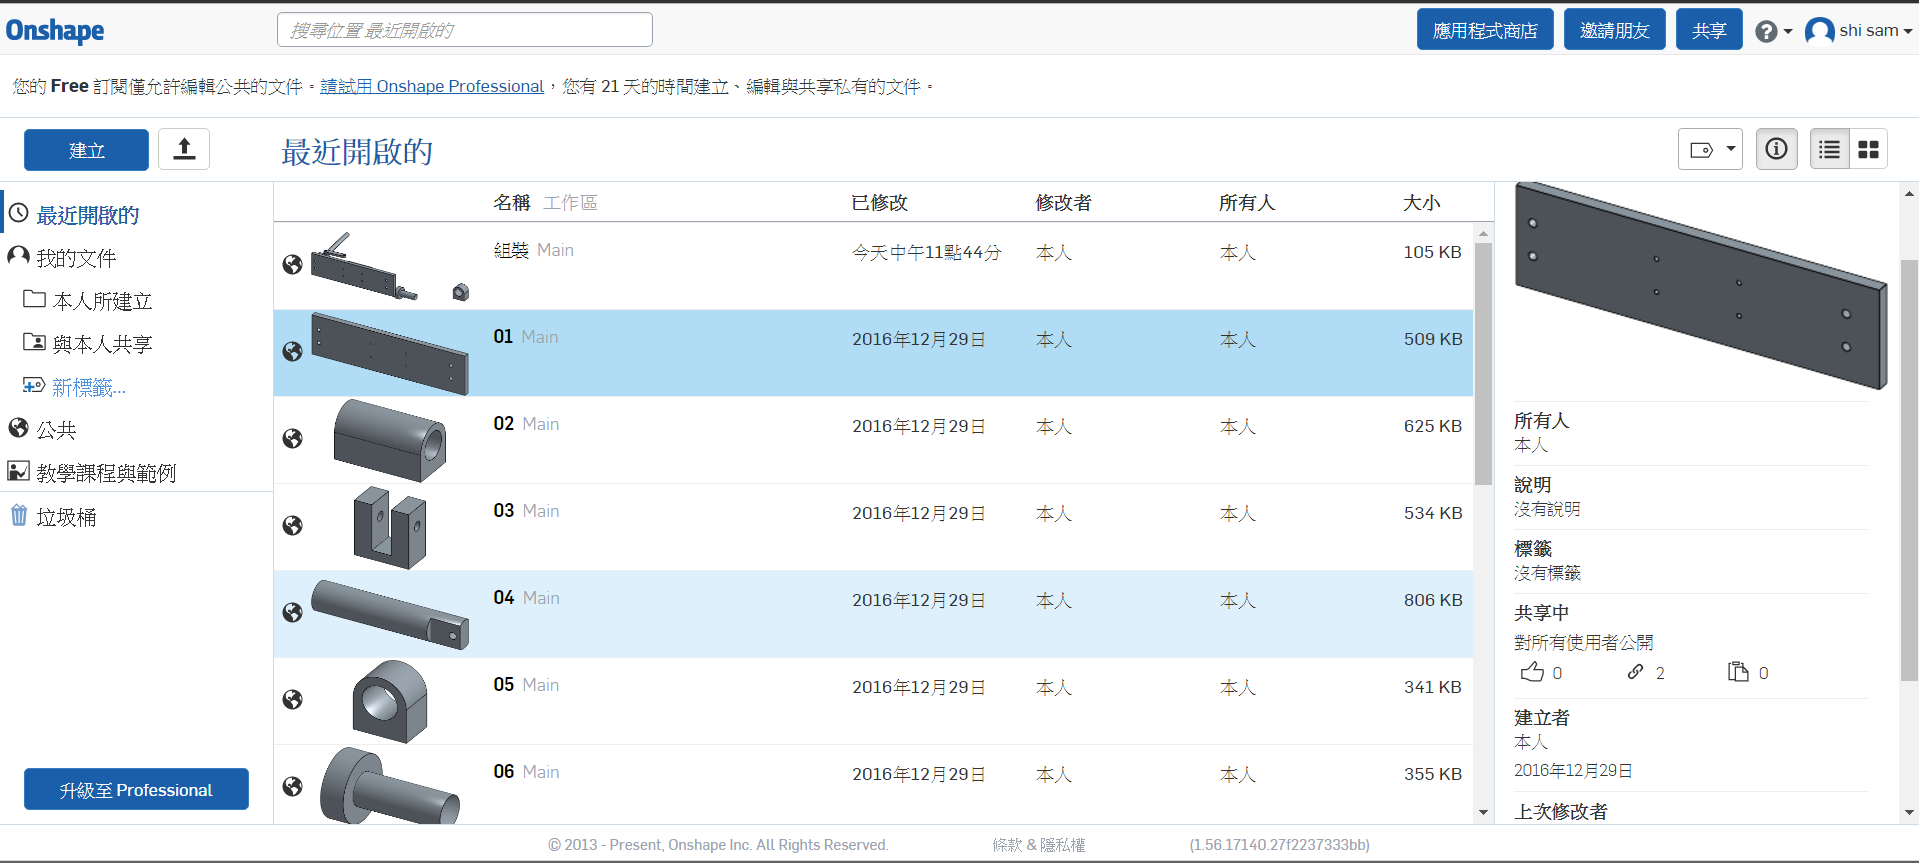 Onshape
搜尋位置 最近開啟的
應用程式商店
邀請朋友
共享
shi sam
您的 Free 訂閱僅允許編輯公共的文件。請試用 Onshape Professional，您有 21 天的時間建立、編輯與共享私有的文件。
建立
最近開啟的
最近開啟的
我的文件
本人所建立
與本人共享
新標籤...
公共
教學課程與範例
垃圾桶
升級至 Professional
名稱 工作區 已修改 修改者 所有人 大小
組裝 Main 今天中午11點44分 本人 本人 105 KB
01 Main 2016年12月29日 本人 本人 509 KB
02 Main 2016年12月29日 本人 本人 625 KB
03 Main 2016年12月29日 本人 本人 534 KB
04 Main 2016年12月29日 本人 本人 806 KB
05 Main 2016年12月29日 本人 本人 341 KB
06 Main 2016年12月29日 本人 本人 355 KB
所有人
本人
說明
沒有說明
標籤
沒有標籤
共享中
對所有使用者公開
0 2 0
建立者
本人
2016年12月29日
上次修改者
© 2013 - Present, Onshape Inc. All Rights Reserved. 條款 & 隱私權 (1.56.17140.27f2237333bb)